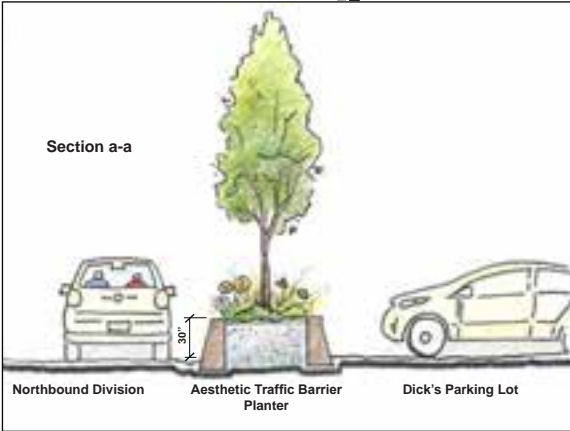 Section a-a
30"
Northbound Division
Aesthetic Traffic Barrier
Planter
Dick's Parking Lot